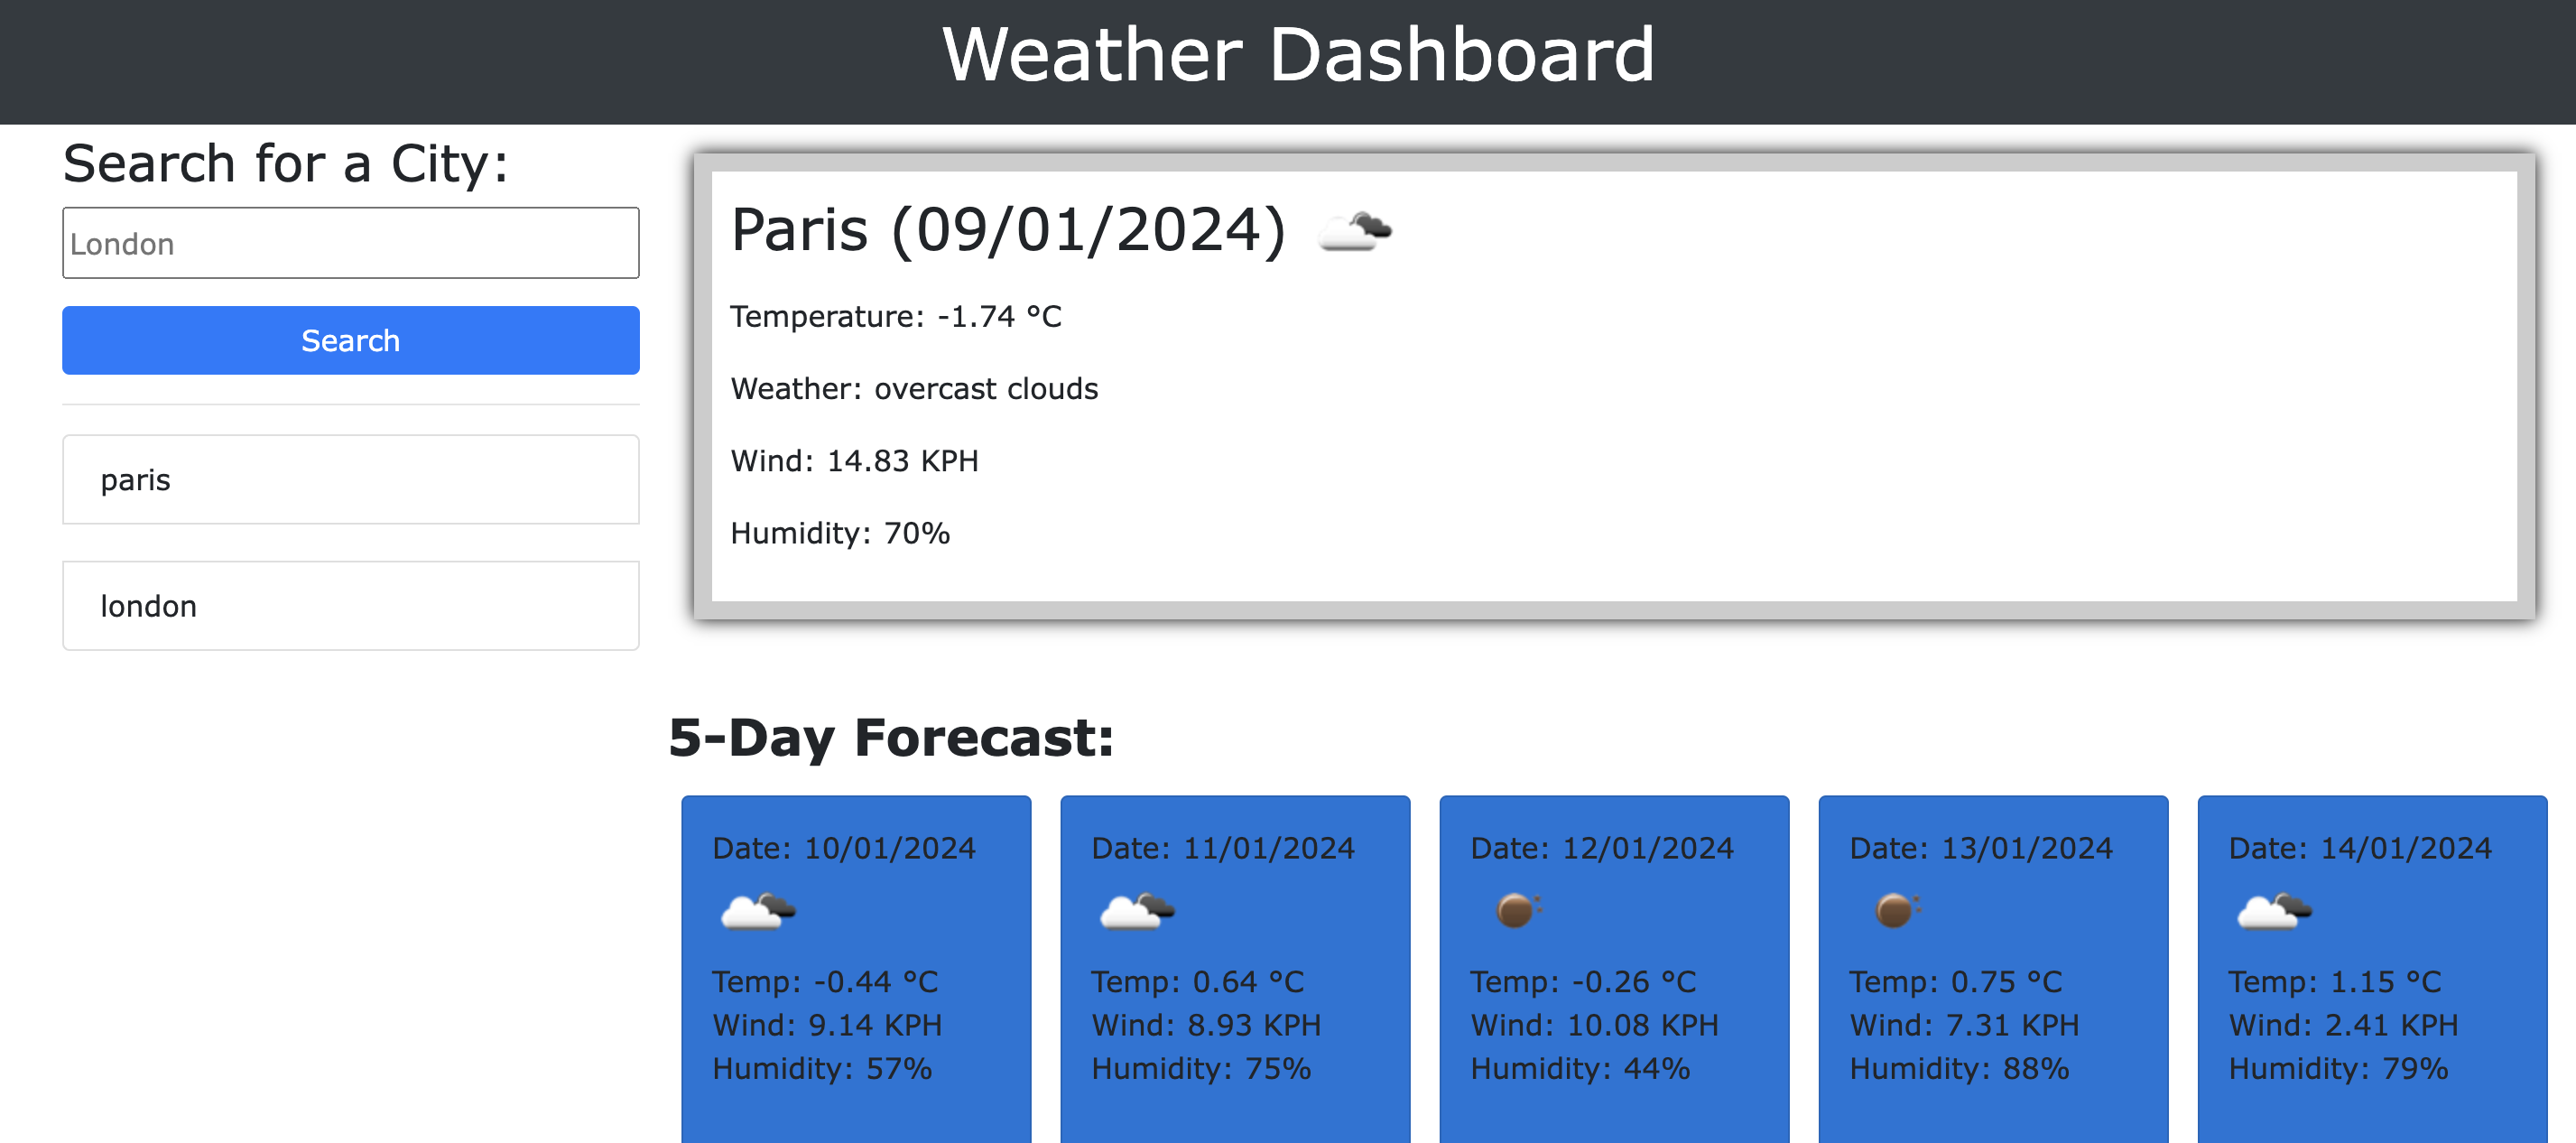 Weather Dashboard
Search for a City:
London
Search
paris
london
Paris (09/01/2024)
Temperature: -1.74 °C
Weather: overcast clouds
Wind: 14.83 KPH
Humidity: 70%
5-Day Forecast:
Date: 10/01/2024
Temp: -0.44 °C
Wind: 9.14 KPH
Humidity: 57%
Date: 11/01/2024
Temp: 0.64 °C
Wind: 8.93 KPH
Humidity: 75%
Date: 12/01/2024
Temp: -0.26 °C
Wind: 10.08 KPH
Humidity: 44%
Date: 13/01/2024
Temp: 0.75 °C
Wind: 7.31 KPH
Humidity: 88%
Date: 14/01/2024
Temp: 1.15 °C
Wind: 2.41 KPH
Humidity: 79%